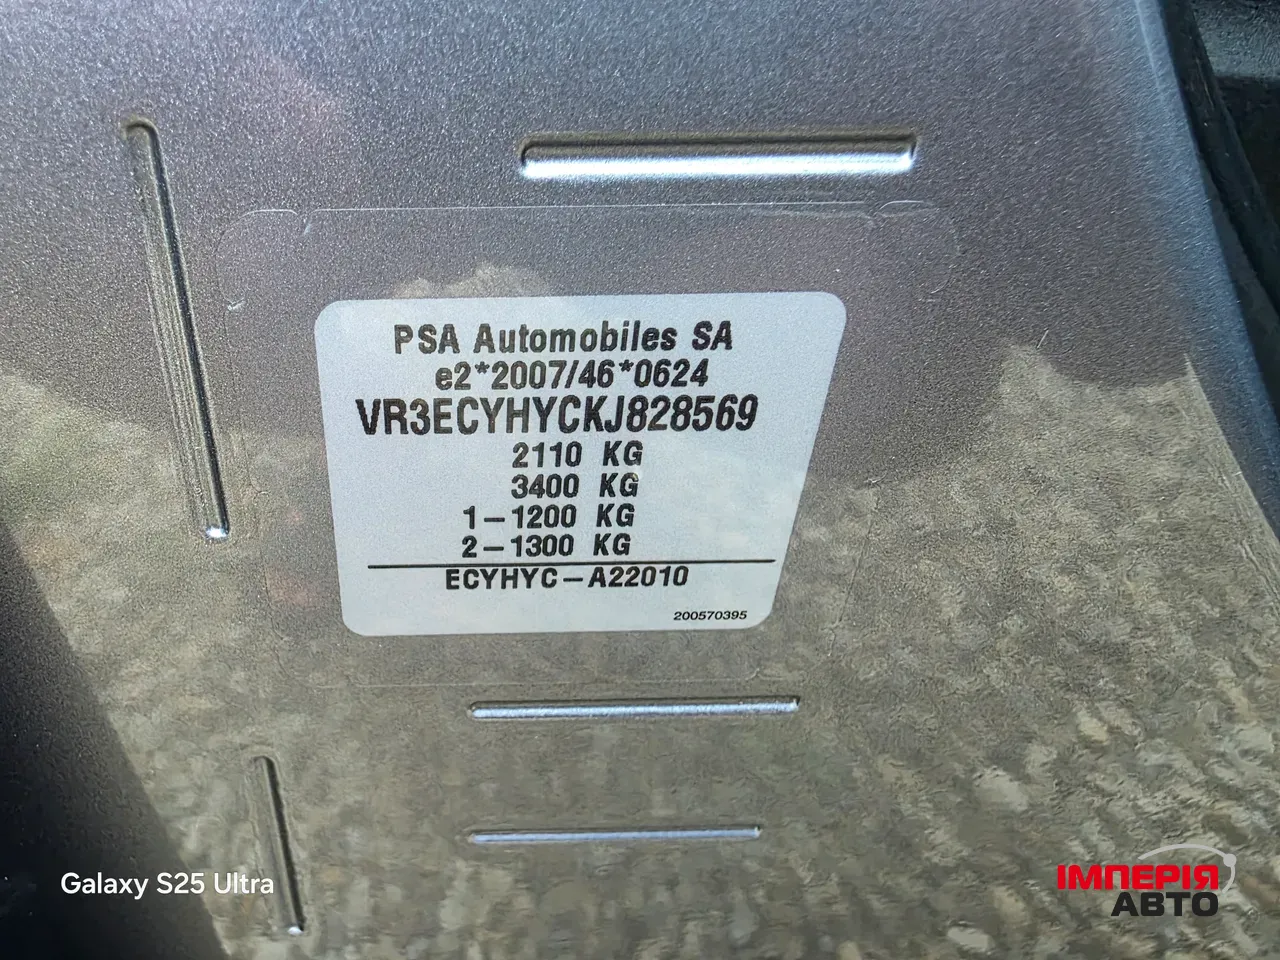 PSA Automobiles SA
e2*2007/46*0624
VR3ECYHYCKJ828569
2110 KG
3400 KG
1-1200 KG
2-1300 KG
ECYHYC-A22010
200570395
Galaxy S25 Ultra
ІМПЕРІЯ
АВТО